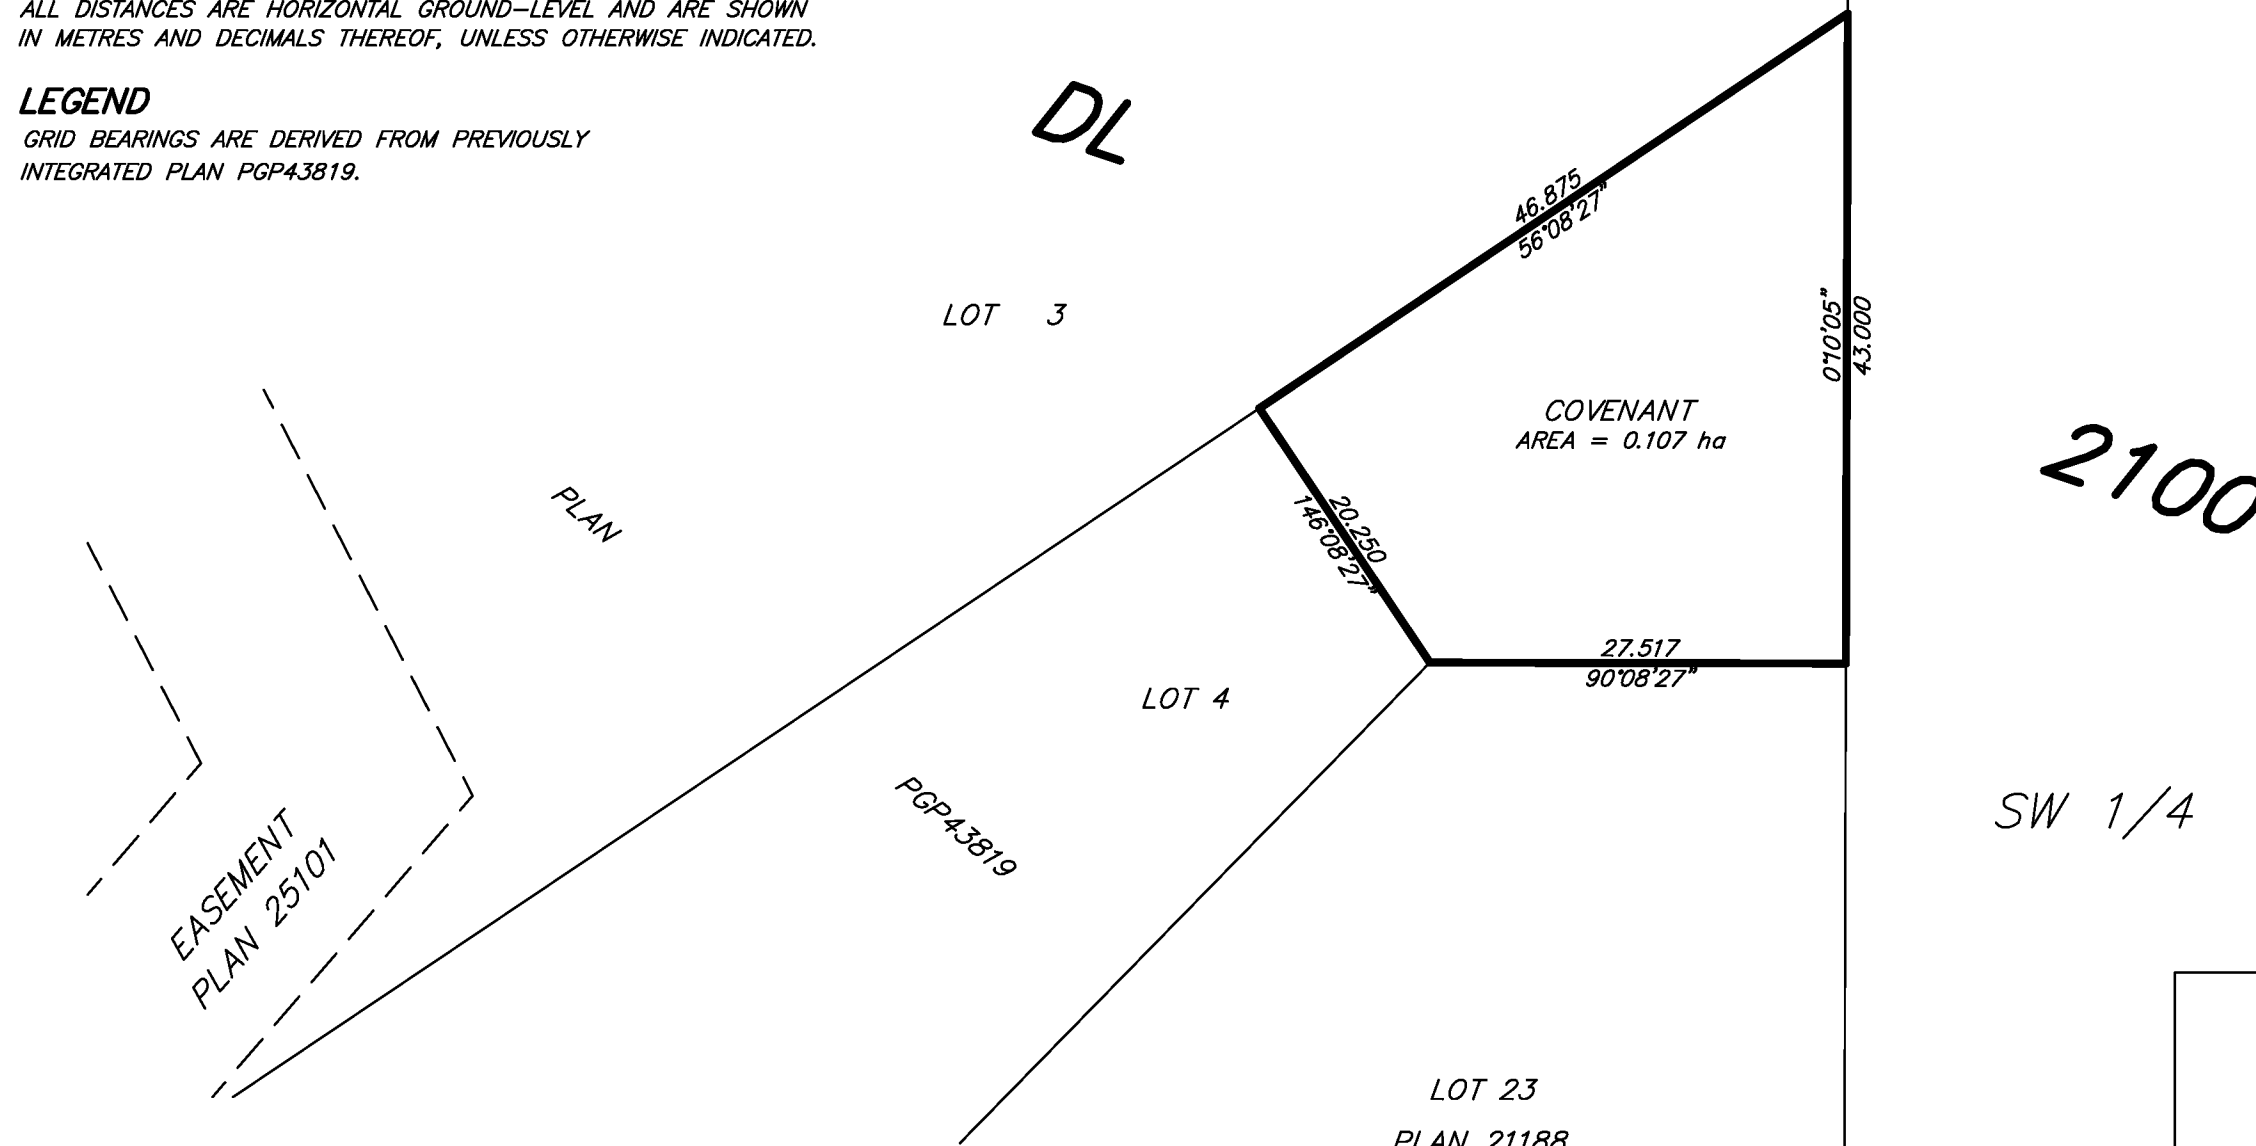 ALL DISTANCES ARE HORIZONTAL GROUND-LEVEL AND ARE SHOWN
IN METRES AND DECIMALS THEREOF, UNLESS OTHERWISE INDICATED.
LEGEND
GRID BEARINGS ARE DERIVED FROM PREVIOUSLY
INTEGRATED PLAN PGP43819.
DL
46.875
56°08'27"
LOT 3
0°10'05"
43.000
COVENANT
AREA = 0.107 ha
2100
PLAN
20.250
146°08'27"
27.517
90°08'27"
LOT 4
PGP43819
SW 1/4
EASEMENT
PLAN 25101
LOT 23
PLAN 21188